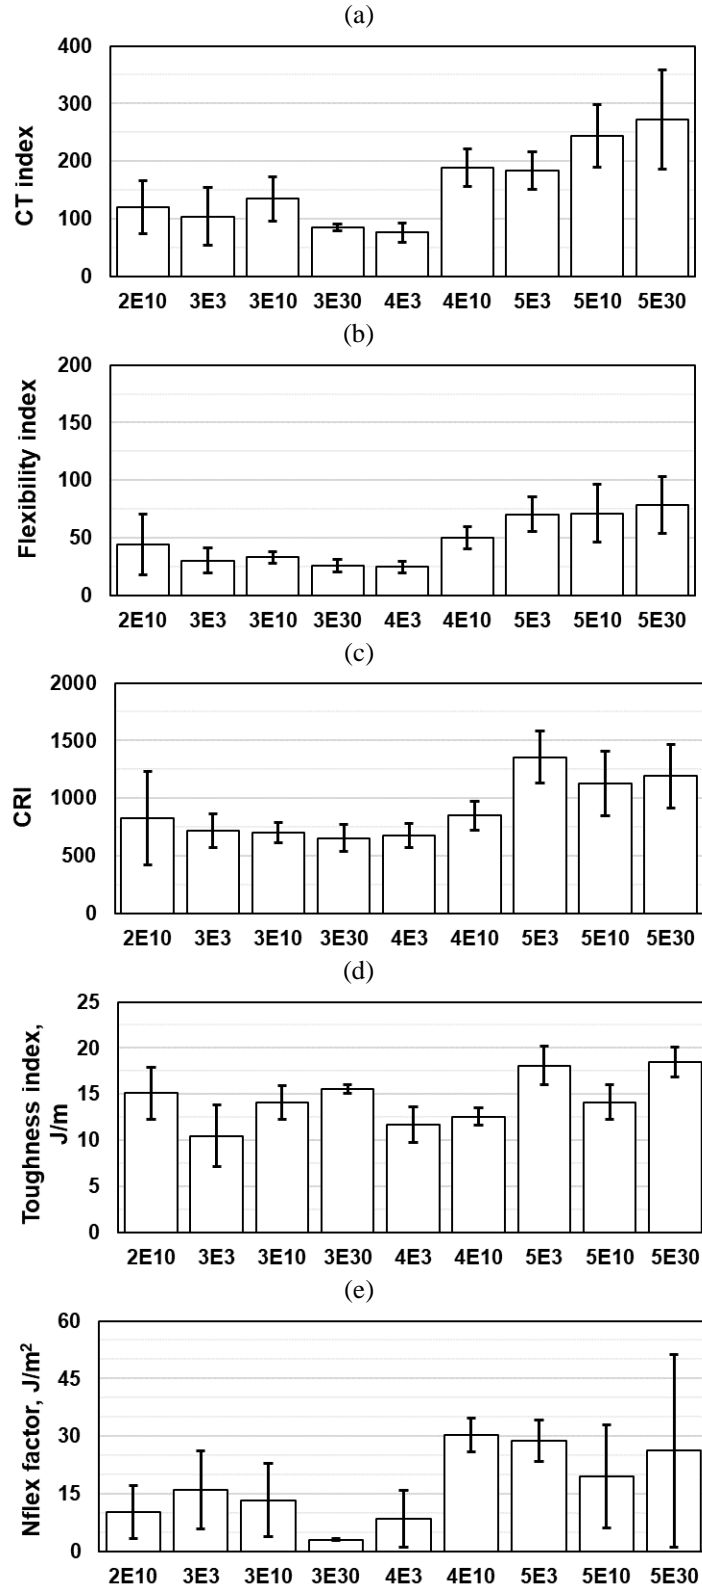 (a)
CT index
400
300
200
100
0
2E10 3E3 3E10 3E30 4E3 4E10 5E3 5E10 5E30
(b)
Flexibility index
200
150
100
50
0
2E10 3E3 3E10 3E30 4E3 4E10 5E3 5E10 5E30
(c)
CRI
2000
1500
1000
500
0
2E10 3E3 3E10 3E30 4E3 4E10 5E3 5E10 5E30
(d)
Toughness index,
J/m
25
20
15
10
5
0
2E10 3E3 3E10 3E30 4E3 4E10 5E3 5E10 5E30
(e)
Nflex factor, J/m²
60
45
30
15
0
2E10 3E3 3E10 3E30 4E3 4E10 5E3 5E10 5E30